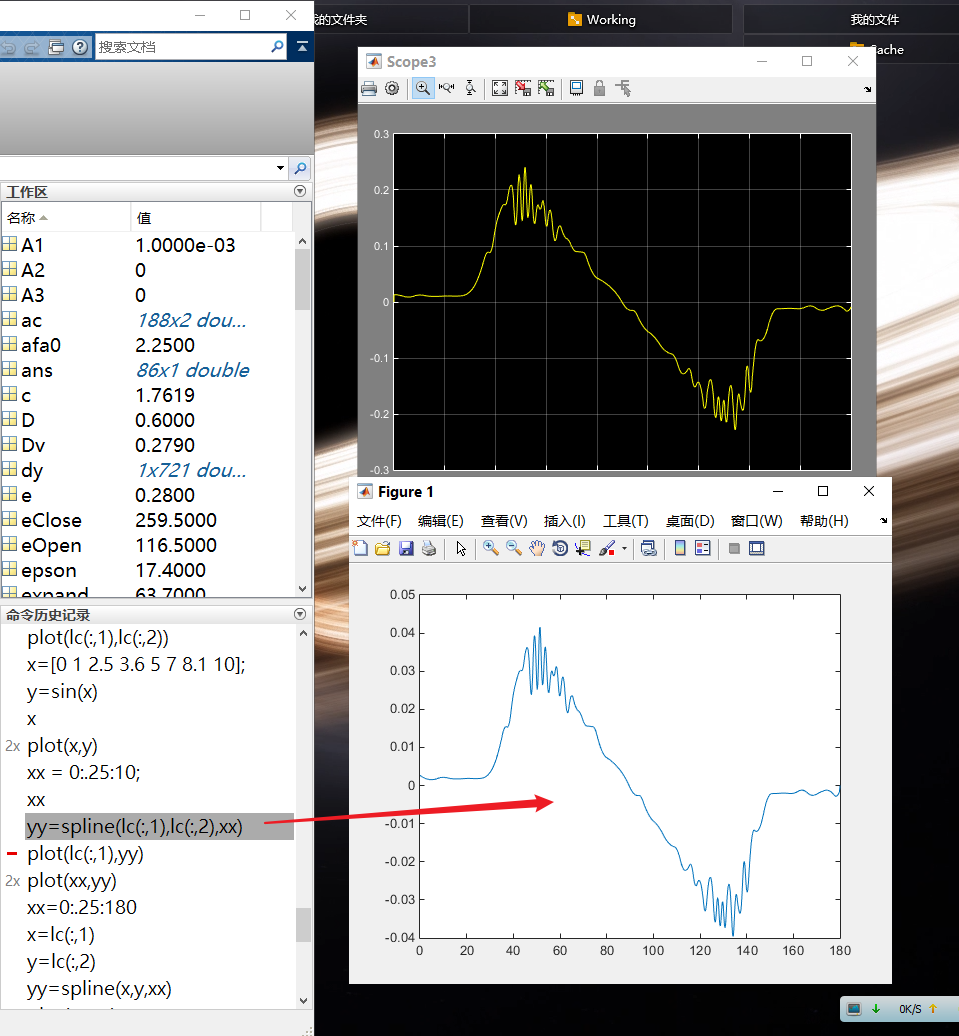 我的文件夹
Working
我的文件
Cache
搜索文档
工作区
名称
值
A1 1.0000e-03
A2 0
A3 0
ac 188x2 dou...
afa0 2.2500
ans 86x1 double
c 1.7619
D 0.6000
Dv 0.2790
dy 1x721 dou...
e 0.2800
eClose 259.5000
eOpen 116.5000
epson 17.4000
expand 63.7000
命令历史记录
plot(lc(:,1),lc(:,2))
x=[0 1 2.5 3.6 5 7 8.1 10];
y=sin(x)
x
2x plot(x,y)
xx = 0:.25:10;
xx
yy=spline(lc(:,1),lc(:,2),xx)
plot(lc(:,1),yy)
2x plot(xx,yy)
xx=0:.25:180
x=lc(:,1)
y=lc(:,2)
yy=spline(x,y,xx)
Scope3
0.3
0.2
0.1
0
-0.1
-0.2
-0.3
Figure 1
文件(F) 编辑(E) 查看(V) 插入(I) 工具(T) 桌面(D) 窗口(W) 帮助(H)
0.05
0.04
0.03
0.02
0.01
0
-0.01
-0.02
-0.03
-0.04
0 20 40 60 80 100 120 140 160 180
0K/S